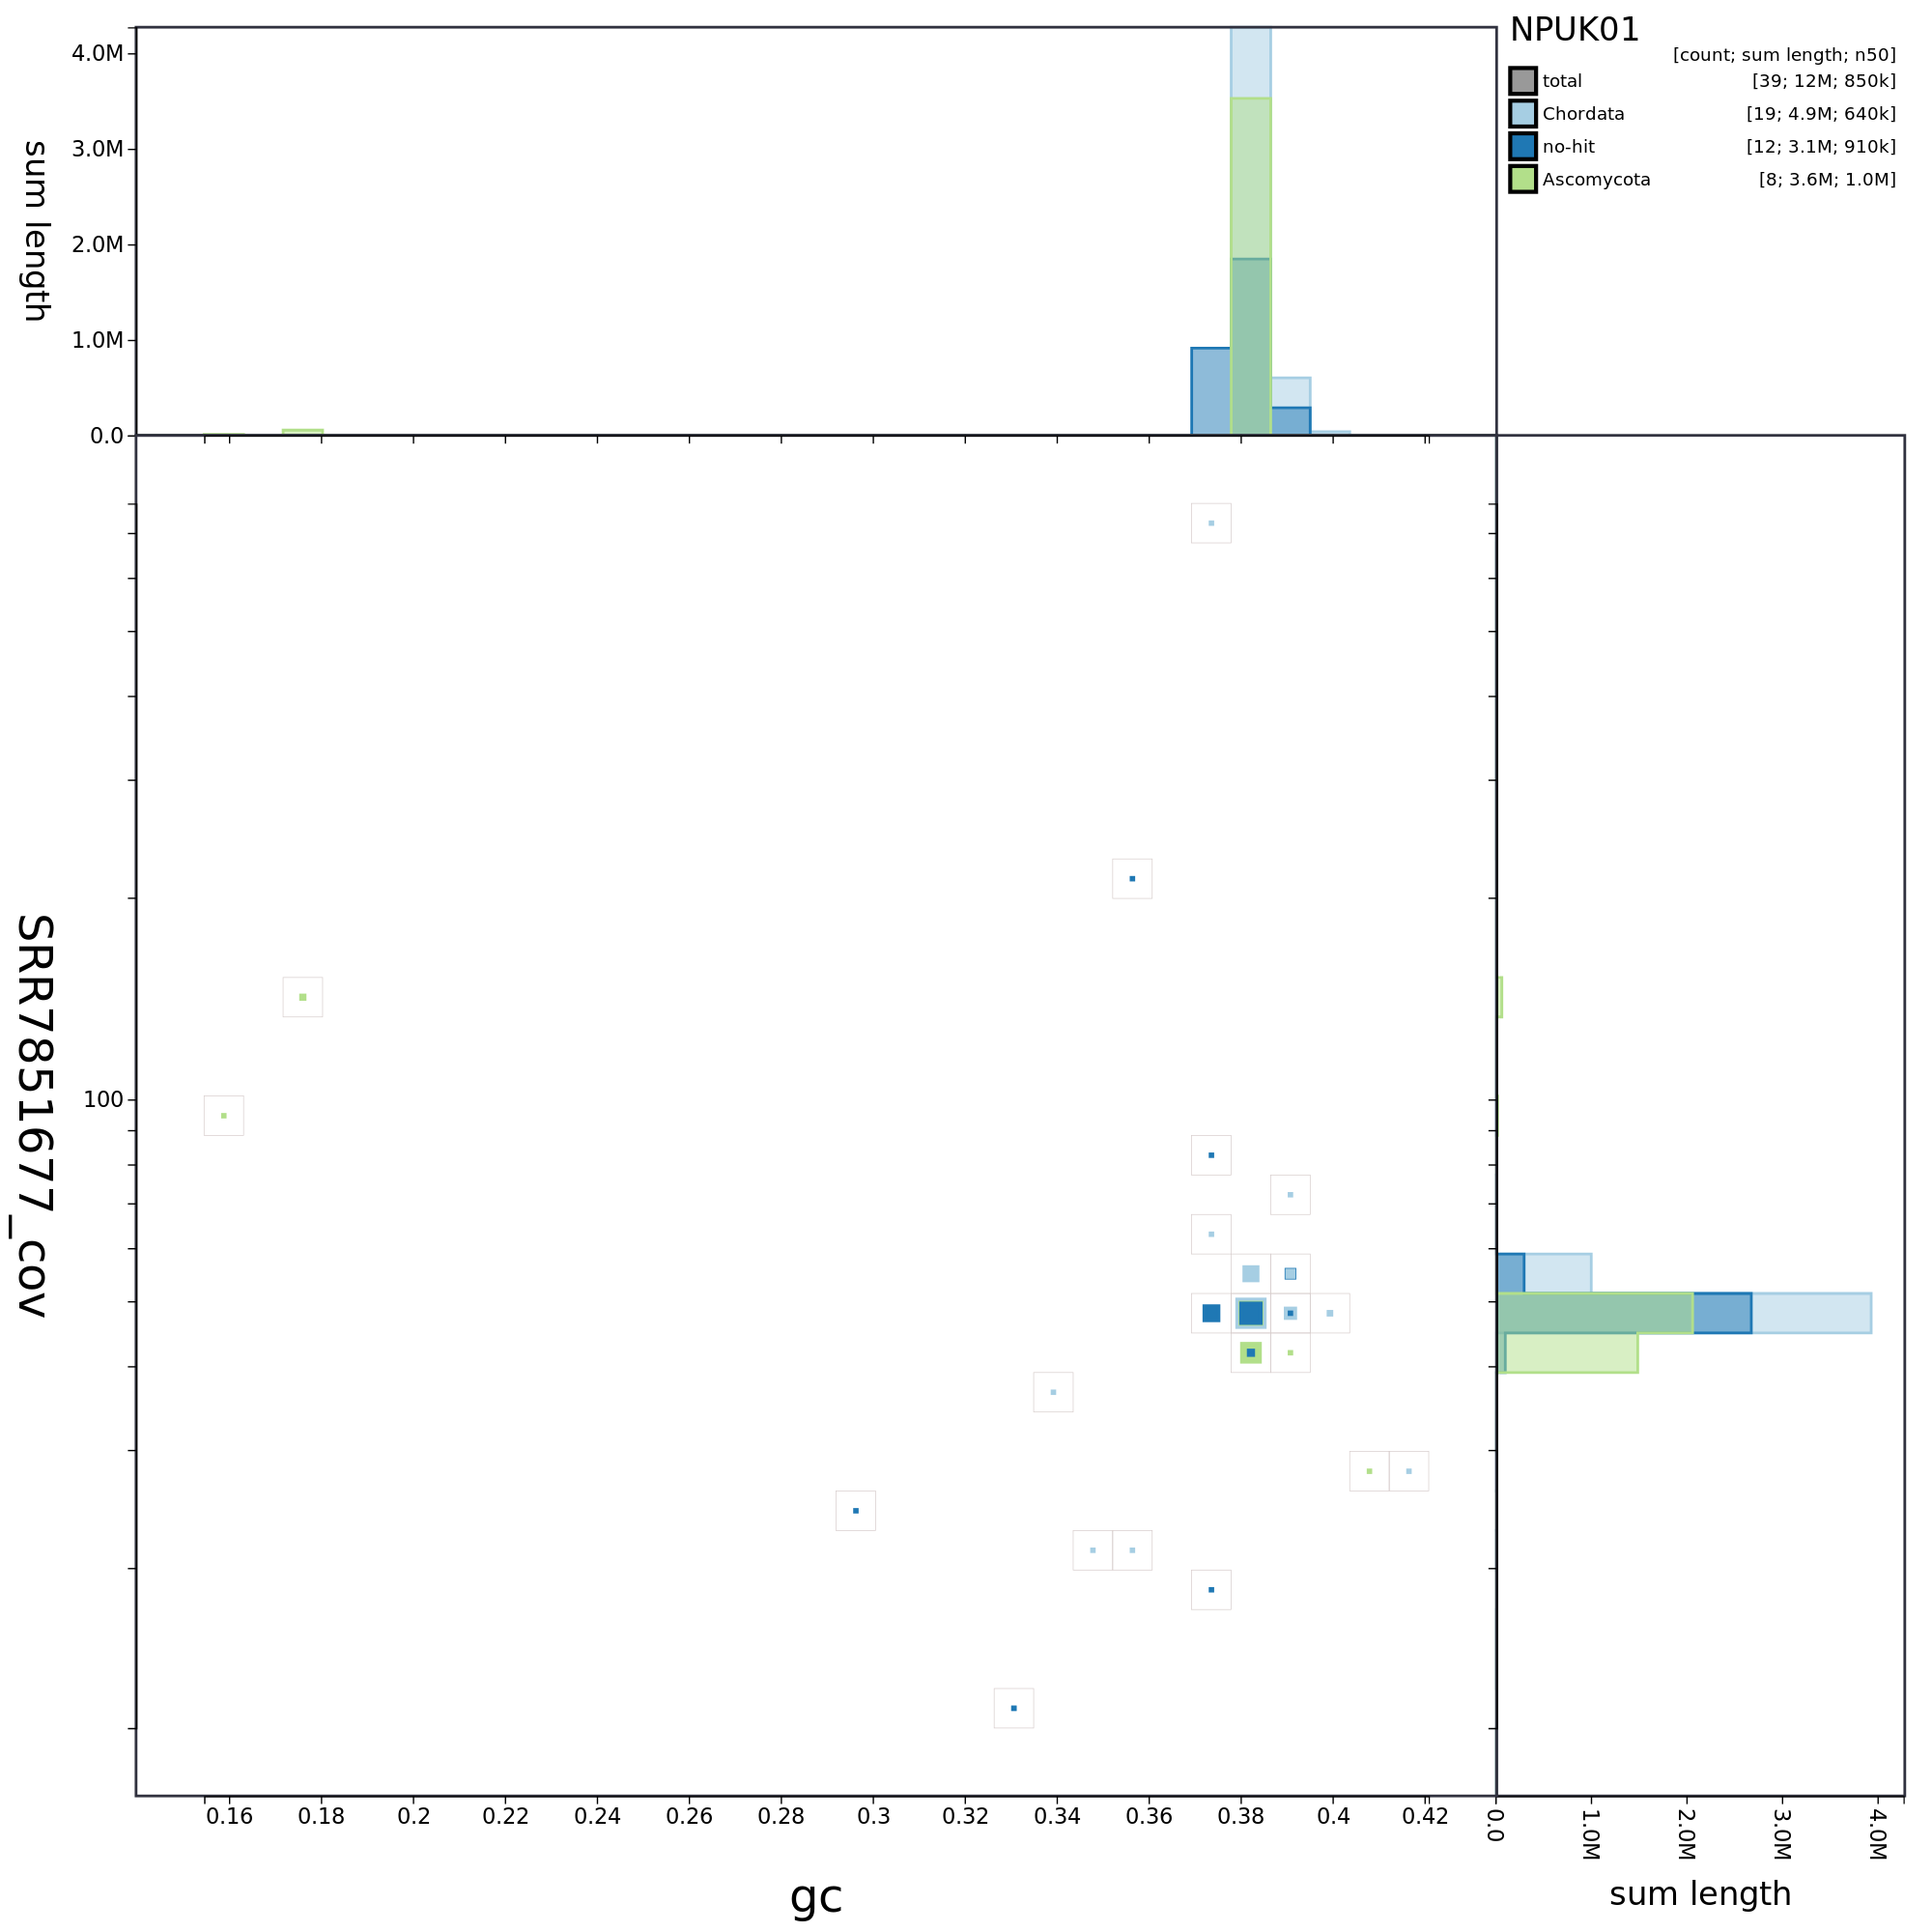 NPUK01
[count; sum length; n50]
total [39; 12M; 850k]
Chordata [19; 4.9M; 640k]
no-hit [12; 3.1M; 910k]
Ascomycota [8; 3.6M; 1.0M]
sum length
4.0M
3.0M
2.0M
1.0M
0.0
SRR7851677_cov
100
0.16 0.18 0.2 0.22 0.24 0.26 0.28 0.3 0.32 0.34 0.36 0.38 0.4 0.42
gc
0.0 1.0M 2.0M 3.0M 4.0M
sum length